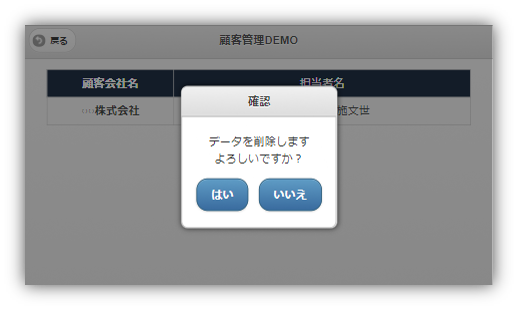 戻る
顧客管理DEMO
顧客会社名 担当者名
○○株式会社 施文世
確認
データを削除します
よろしいですか？
はい いいえ